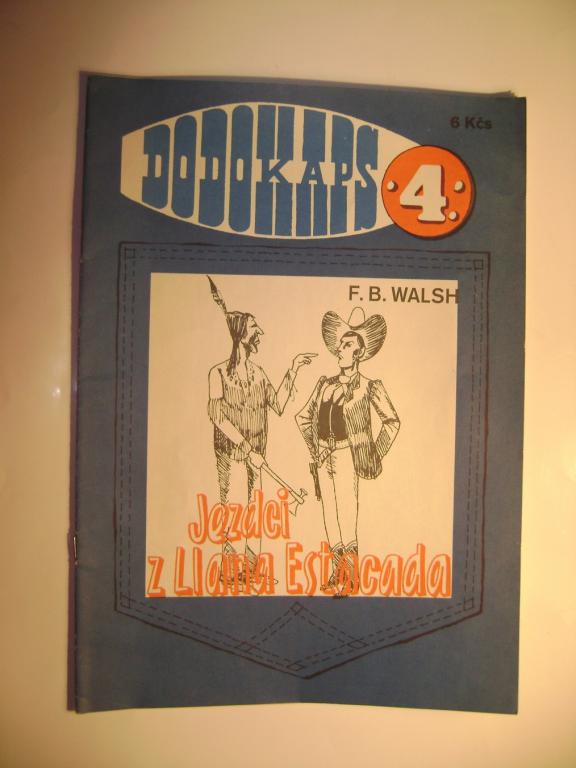 6 Kčs
DODOKAPS
4.
F. B. WALSH
Jezdci
z Llana Estacada